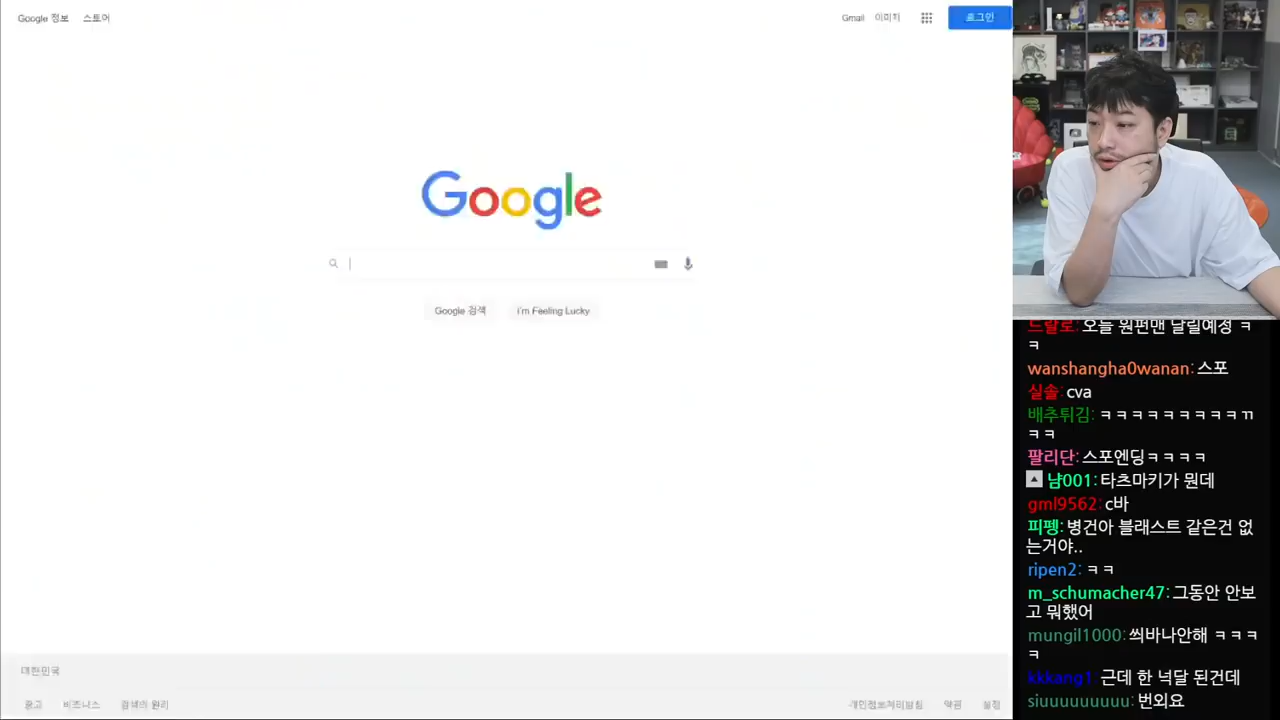 Google 정보 스토어
Gmail 이미지
로그인
Google
Google 검색
I'm Feeling Lucky
대한민국
광고 비즈니스 검색의 원리
개인정보처리방침 약관 설정
드랄로: 오늘 원펀맨 달릴예정 ㅋ
ㅋ
wanshangha0wanan: 스포
실솔: cva
배추튀김: ㅋㅋㅋㅋㅋㅋㅋㅋㅋㄲ
ㅋㅋ
팔리단: 스포엔딩ㅋㅋㅋㅋ
냠001: 타츠마키가 뭔데
gml9562: c바
피펭: 병건아 블래스트 같은건 없
는거야..
ripen2: ㅋㅋ
m_schumacher47: 그동안 안보
고 뭐했어
mungil1000: 씌바나안해 ㅋㅋㅋ
ㅋ
kkkang1: 근데 한 넉달 된건데
siuuuuuuuuu: 번외요